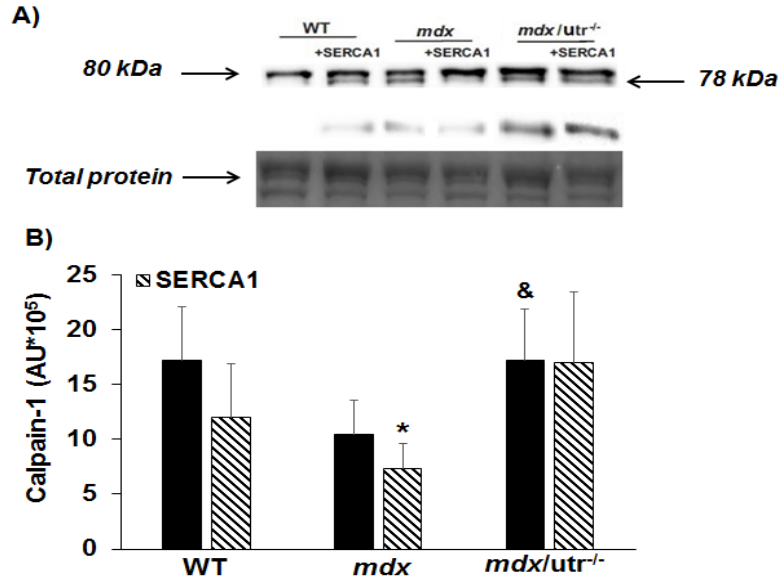 A)
WT mdx mdx/utr-/-
+SERCA1 +SERCA1 +SERCA1
80 kDa
78 kDa
Total protein
B)
25
SERCA1
&
20
15
*
10
5
0
Calpain-1 (AU*10⁵)
WT mdx mdx/utr-/-